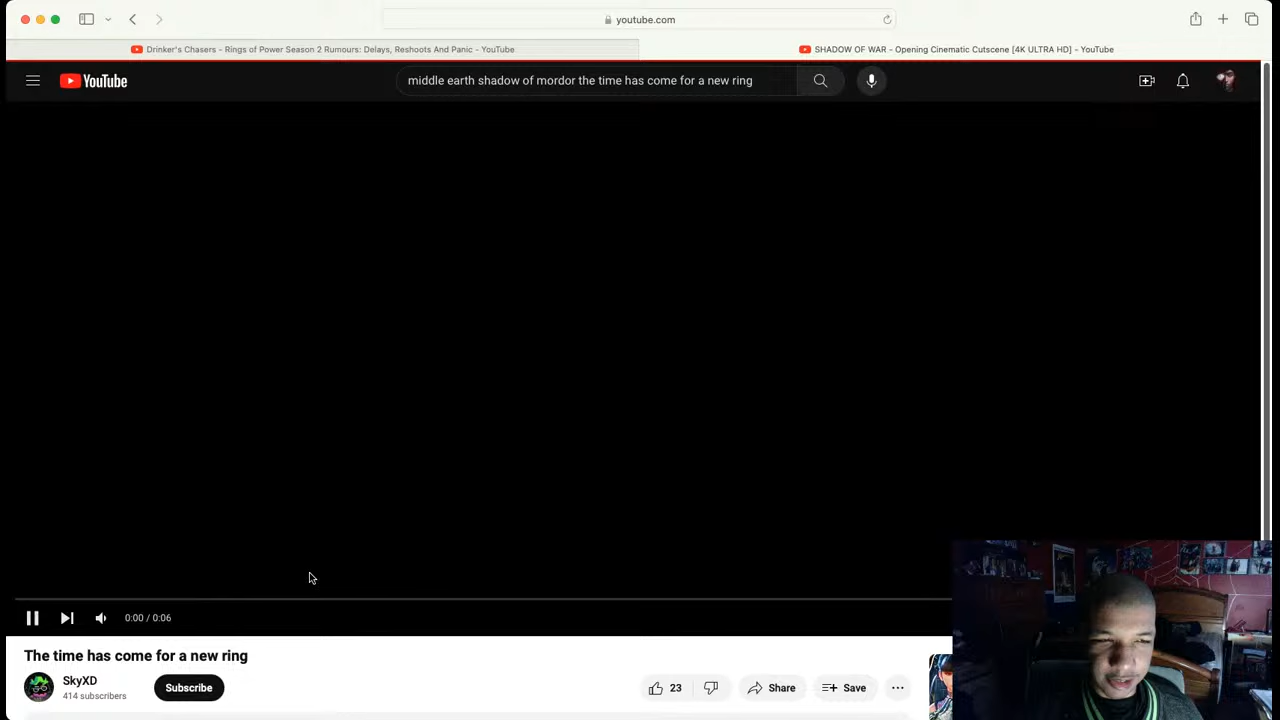 youtube.com
Drinker's Chasers - Rings of Power Season 2 Rumours: Delays, Reshoots And Panic - YouTube
SHADOW OF WAR - Opening Cinematic Cutscene [4K ULTRA HD] - YouTube
YouTube
middle earth shadow of mordor the time has come for a new ring
0:00 / 0:06
The time has come for a new ring
SkyXD
414 subscribers
Subscribe
23
Share
Save